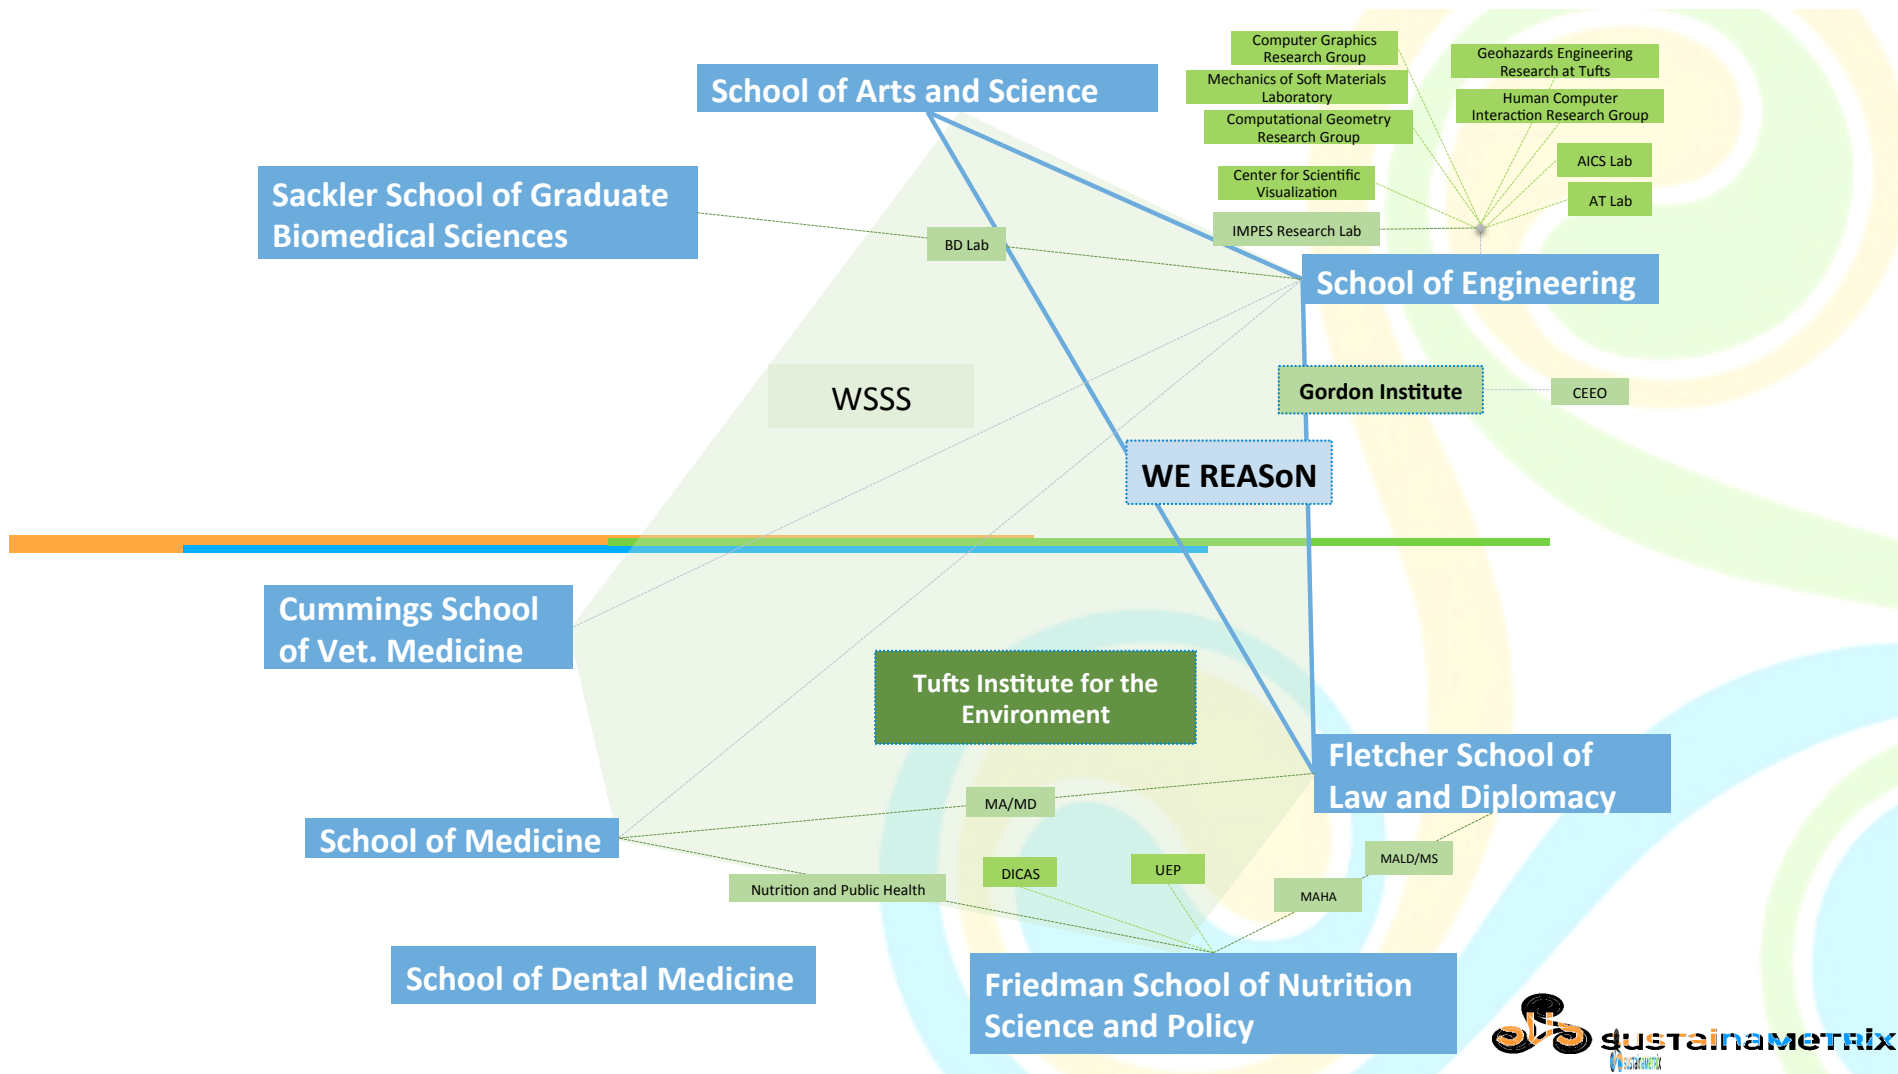 Computer Graphics
Research Group
Geohazards Engineering
Research at Tufts
School of Arts and Science
Mechanics of Soft Materials
Laboratory
Human Computer
Interaction Research Group
Computational Geometry
Research Group
AICS Lab
Sackler School of Graduate
Biomedical Sciences
Center for Scientific
Visualization
AT Lab
BD Lab
IMPES Research Lab
School of Engineering
WSSS
Gordon Institute
CEEO
WE REASoN
Cummings School
of Vet. Medicine
Tufts Institute for the
Environment
Fletcher School of
Law and Diplomacy
MA/MD
School of Medicine
MALD/MS
DICAS
UEP
Nutrition and Public Health
MAHA
School of Dental Medicine
Friedman School of Nutrition
Science and Policy
sustainametrix
sustainametrix